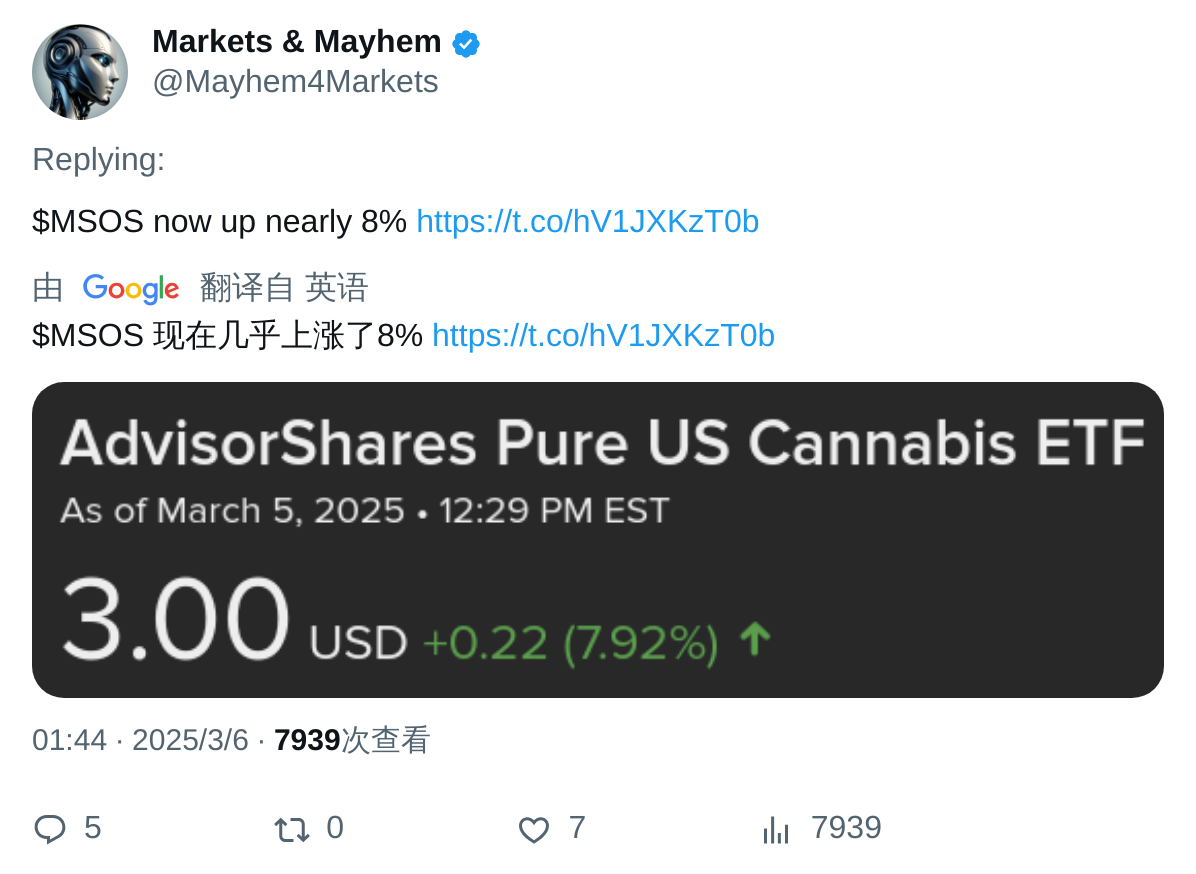 Markets & Mayhem
@Mayhem4Markets
Replying:
$MSOS now up nearly 8% https://t.co/hV1JXKzT0b
由 Google 翻译自 英语
$MSOS 现在几乎上涨了8% https://t.co/hV1JXKzT0b
AdvisorShares Pure US Cannabis ETF
As of March 5, 2025 • 12:29 PM EST
3.00 USD +0.22 (7.92%) ↑
01:44 · 2025/3/6 · 7939次查看
5 0 7 7939